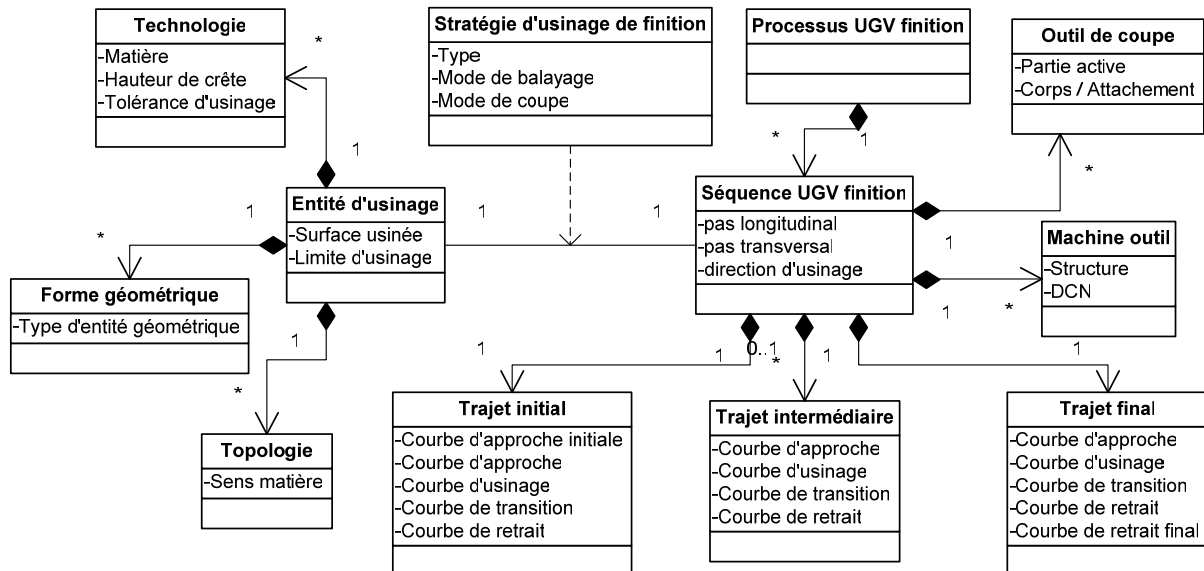 Technologie
-Matière
-Hauteur de crête
-Tolérance d'usinage
Stratégie d'usinage de finition
-Type
-Mode de balayage
-Mode de coupe
Processus UGV finition
Outil de coupe
-Partie active
-Corps / Attachement
*
1
*
1
*
Entité d'usinage
-Surface usinée
-Limite d'usinage
1
1
1
Séquence UGV finition
-pas longitudinal
-pas transversal
-direction d'usinage
1
Machine outil
-Structure
-DCN
*
1
*
Forme géométrique
-Type d'entité géométrique
1
*
Topologie
-Sens matière
1
1
0..1
*
1
1
Trajet initial
-Courbe d'approche initiale
-Courbe d'approche
-Courbe d'usinage
-Courbe de transition
-Courbe de retrait
Trajet intermédiaire
-Courbe d'approche
-Courbe d'usinage
-Courbe de transition
-Courbe de retrait
Trajet final
-Courbe d'approche
-Courbe d'usinage
-Courbe de transition
-Courbe de retrait
-Courbe de retrait final